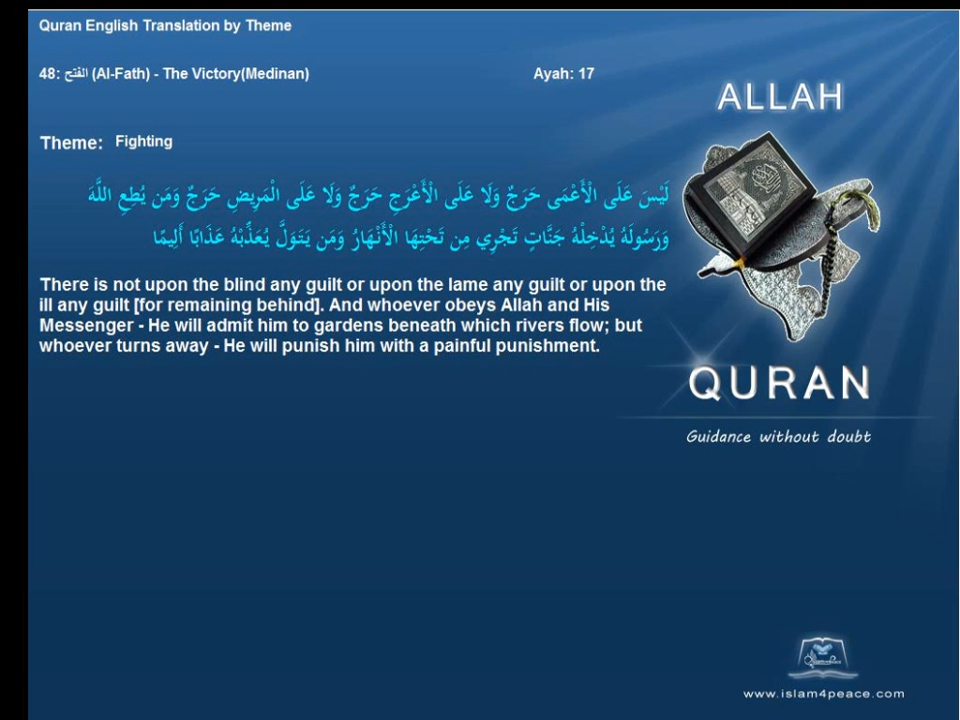 Quran English Translation by Theme
48: الفتح (Al-Fath) - The Victory(Medinan)
Ayah: 17
Theme: Fighting
لَيْسَ عَلَى الْأَعْمَى حَرَجٌ وَلَا عَلَى الْأَعْرَجِ حَرَجٌ وَلَا عَلَى الْمَرِيضِ حَرَجٌ وَمَن يُطِعِ اللَّهَ
وَرَسُولَهُ يُدْخِلْهُ جَنَّاتٍ تَجْرِي مِن تَحْتِهَا الْأَنْهَارُ وَمَن يَتَوَلَّ يُعَذِّبْهُ عَذَابًا أَلِيمًا
There is not upon the blind any guilt or upon the lame any guilt or upon the
ill any guilt [for remaining behind]. And whoever obeys Allah and His
Messenger - He will admit him to gardens beneath which rivers flow; but
whoever turns away - He will punish him with a painful punishment.
ALLAH
QURAN
Guidance without doubt
www.islam4peace.com